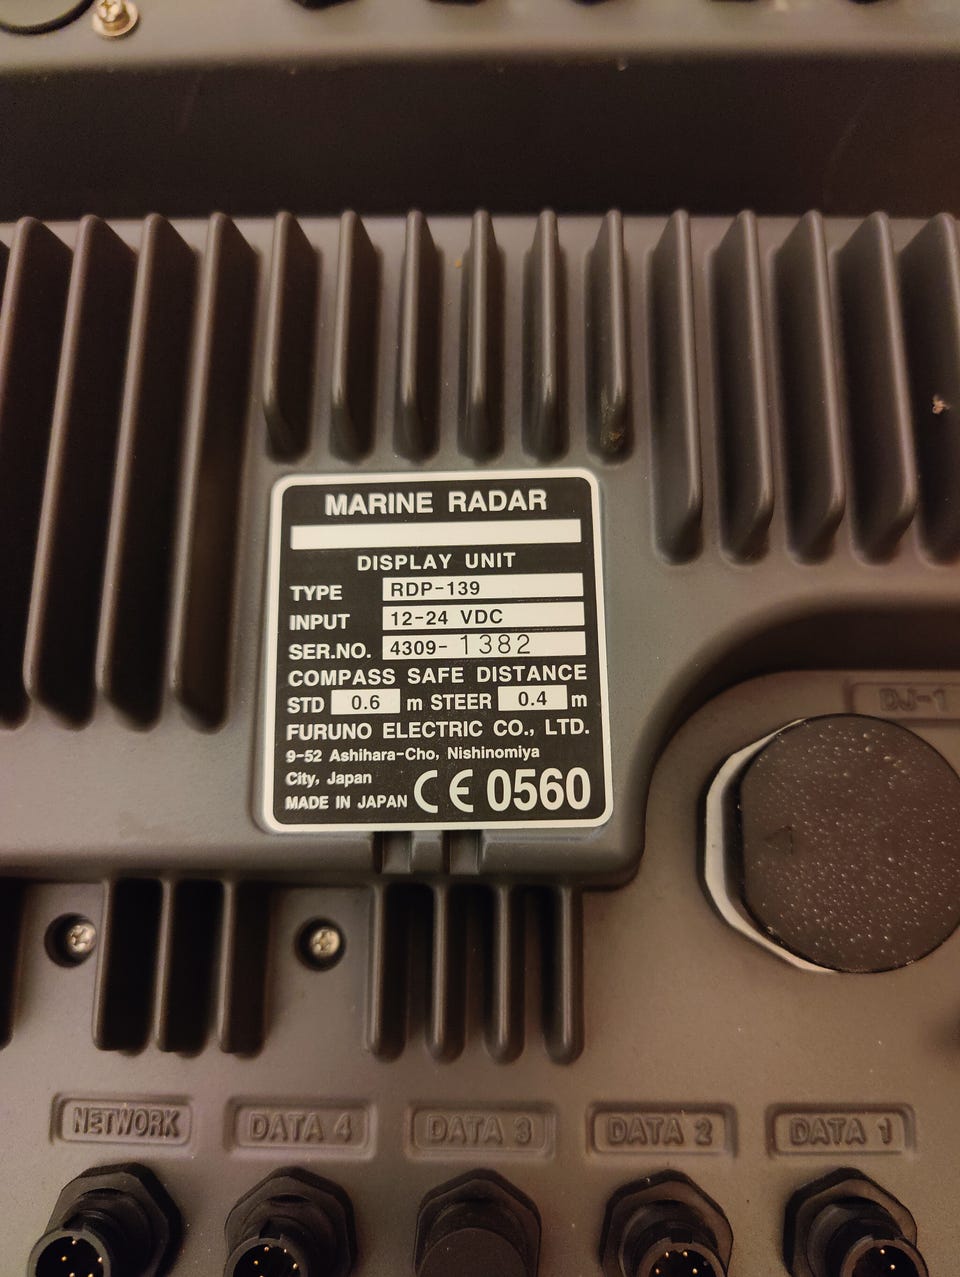 MARINE RADAR
DISPLAY UNIT
TYPE RDP-139
INPUT 12-24 VDC
SER.NO. 4309-1382
COMPASS SAFE DISTANCE
STD 0.6 m STEER 0.4 m
FURUNO ELECTRIC CO., LTD.
9-52 Ashihara-Cho, Nishinomiya
City, Japan
MADE IN JAPAN CE 0560
DJ-1
NETWORK DATA 4 DATA 3 DATA 2 DATA 1